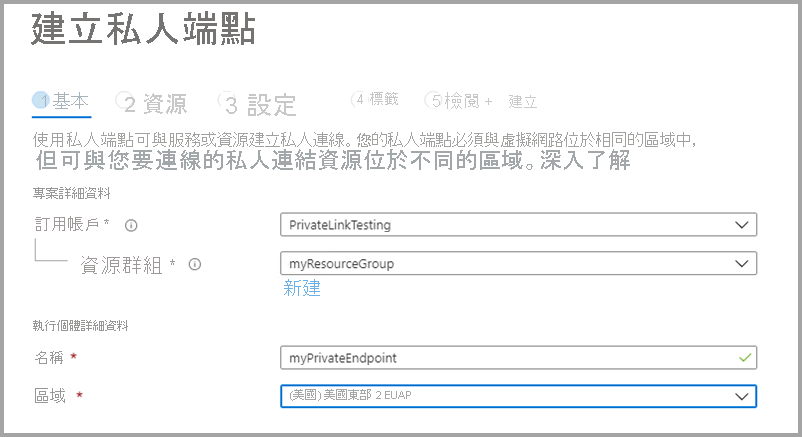 建立私人端點
1 基本 2 資源 3 設定 4 標籤 5 檢閱 + 建立
使用私人端點可與服務或資源建立私人連線。您的私人端點必須與虛擬網路位於相同的區域中,
但可與您要連線的私人連結資源位於不同的區域。深入了解
專案詳細資料
訂用帳戶 * PrivateLinkTesting
資源群組 * myResourceGroup
新建
執行個體詳細資料
名稱 * myPrivateEndpoint
區域 * (美國) 美國東部 2 EUAP